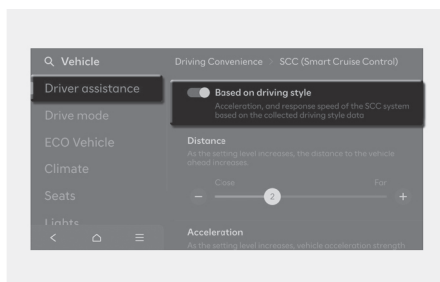 Vehicle
Driving Convenience > SCC (Smart Cruise Control)
Driver assistance
Drive mode
ECO Vehicle
Climate
Seats
Lights
Based on driving style
Acceleration, and response speed of the SCC system
based on the collected driving style data
Distance
As the setting level increases, the distance to the vehicle
ahead increases.
Close
Far
− 2 +
Acceleration
As the setting level increases, vehicle acceleration strength